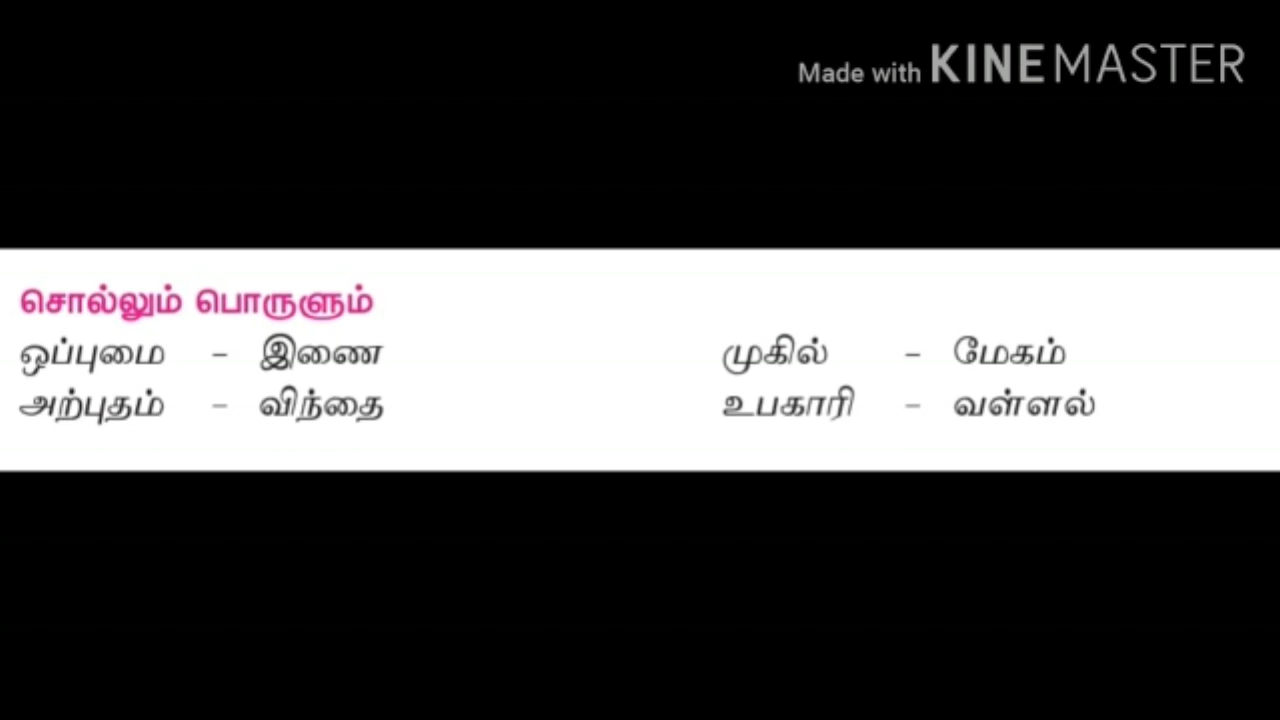 Made with KINEMASTER
சொல்லும் பொருளும்
ஒப்புமை - இணை முகில் - மேகம்
அற்புதம் - விந்தை உபகாரி - வள்ளல்